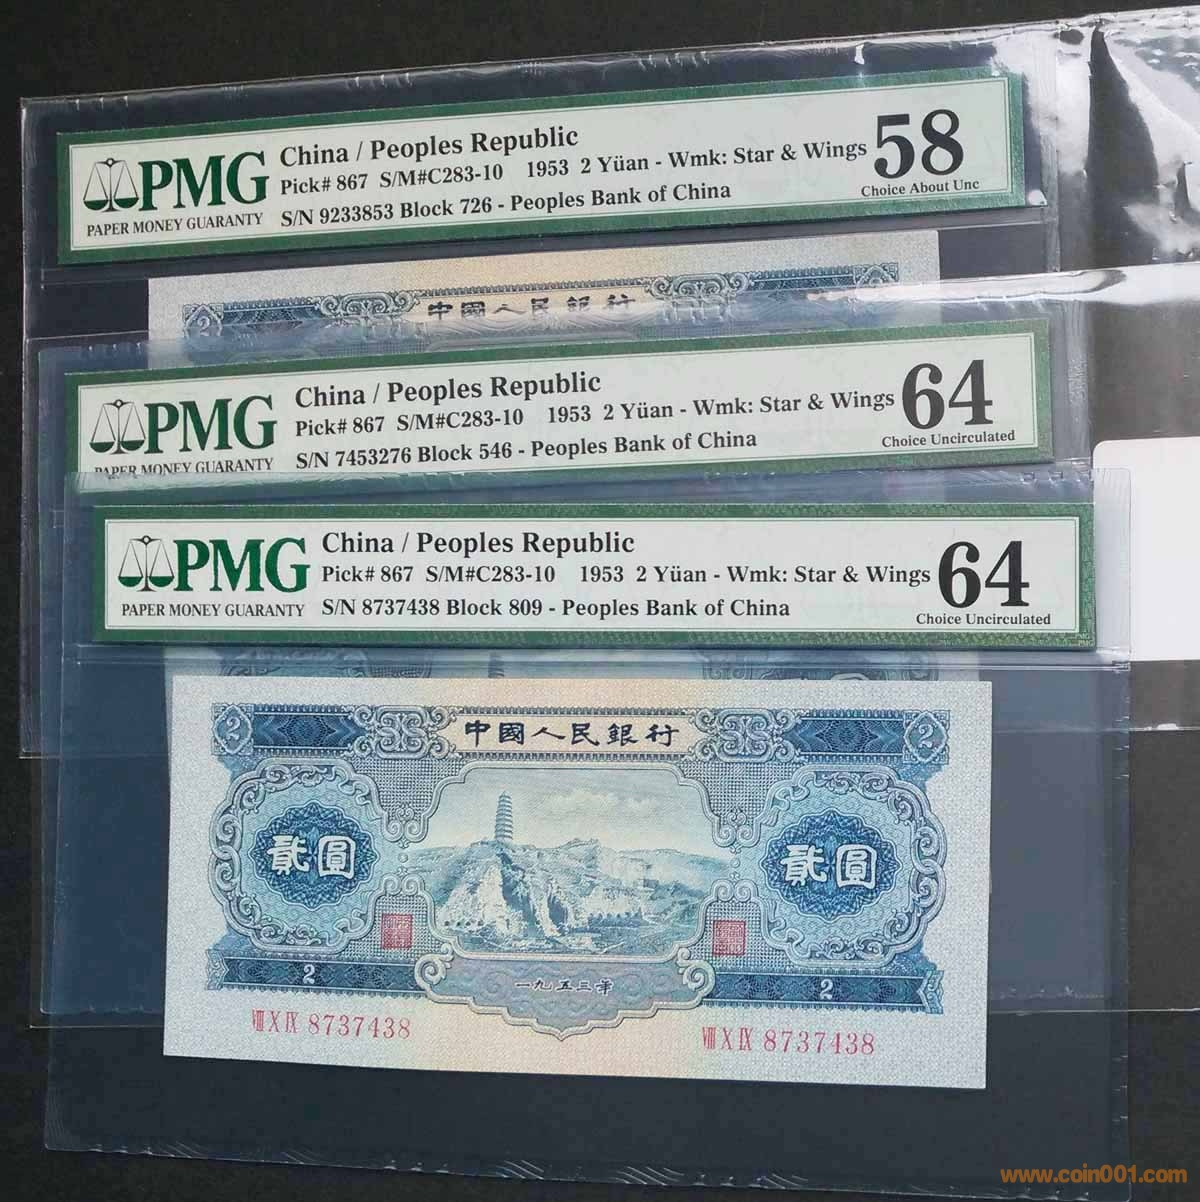 PMG
PAPER MONEY GUARANTY
China / Peoples Republic
Pick# 867 S/M#C283-10 1953 2 Yüan - Wmk: Star & Wings
S/N 9233853 Block 726 - Peoples Bank of China
58
Choice About Unc
2
中國人民銀行
PMG
PAPER MONEY GUARANTY
China / Peoples Republic
Pick# 867 S/M#C283-10 1953 2 Yüan - Wmk: Star & Wings
S/N 7453276 Block 546 - Peoples Bank of China
64
Choice Uncirculated
PMG
PAPER MONEY GUARANTY
China / Peoples Republic
Pick# 867 S/M#C283-10 1953 2 Yüan - Wmk: Star & Wings
S/N 8737438 Block 809 - Peoples Bank of China
64
Choice Uncirculated
2 中國人民銀行 2
貳圓 貳圓
2 一九五三年 2
VIII X IX 8737438 VIII X IX 8737438
www.coin001.com